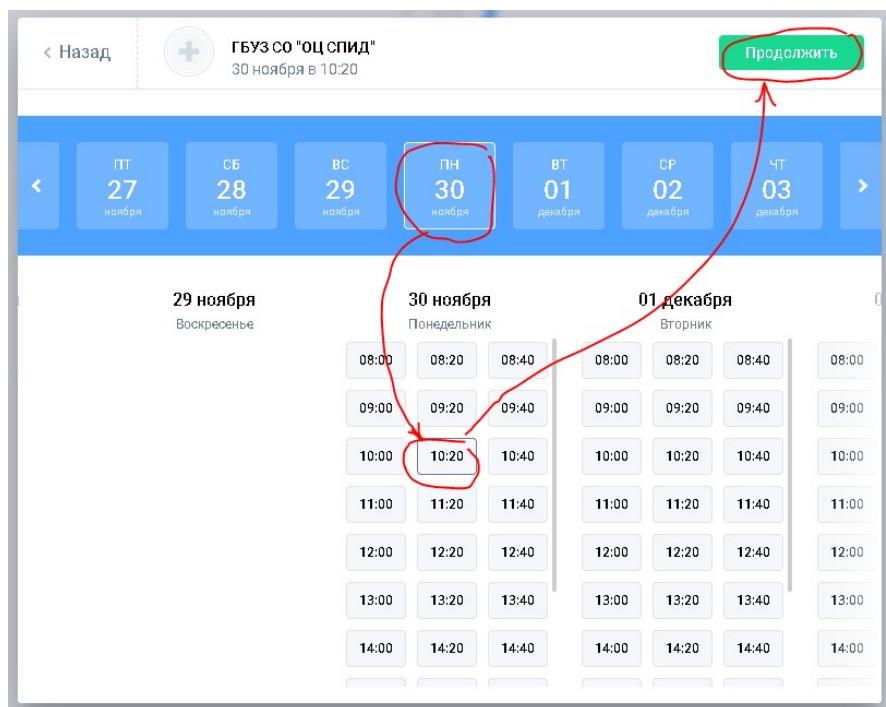 < Назад
ГБУЗ СО "ОЦ СПИД"
30 ноября в 10:20
Продолжить
ПТ СБ ВС ПН ВТ СР ЧТ
27 28 29 30 01 02 03
ноября ноября ноября ноября декабря декабря декабря
29 ноября 30 ноября 01 декабря
Воскресенье Понедельник Вторник
08:00 08:20 08:40 08:00 08:20 08:40 08:00
09:00 09:20 09:40 09:00 09:20 09:40 09:00
10:00 10:20 10:40 10:00 10:20 10:40 10:00
11:00 11:20 11:40 11:00 11:20 11:40 11:00
12:00 12:20 12:40 12:00 12:20 12:40 12:00
13:00 13:20 13:40 13:00 13:20 13:40 13:00
14:00 14:20 14:40 14:00 14:20 14:40 14:00